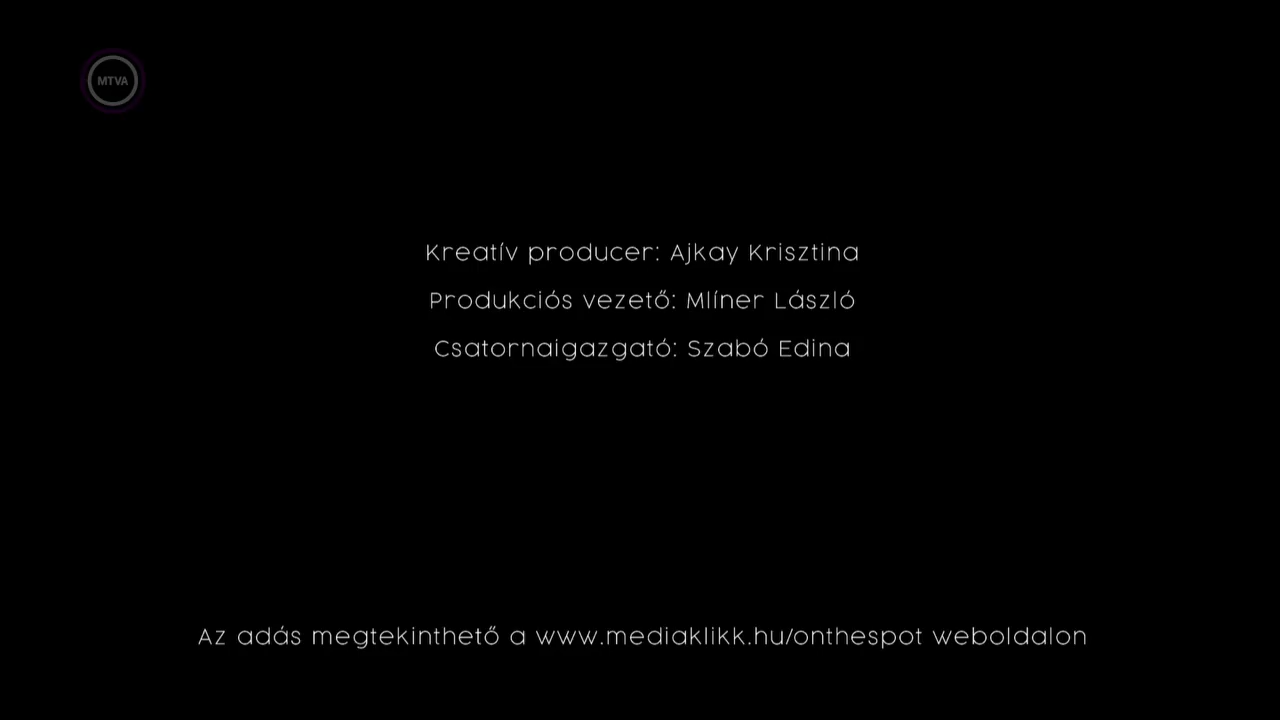 MTVA
Kreatív producer: Ajkay Krisztina
Produkciós vezető: Mlíner László
Csatornaigazgató: Szabó Edina
Az adás megtekinthető a www.mediaklikk.hu/onthespot weboldalon